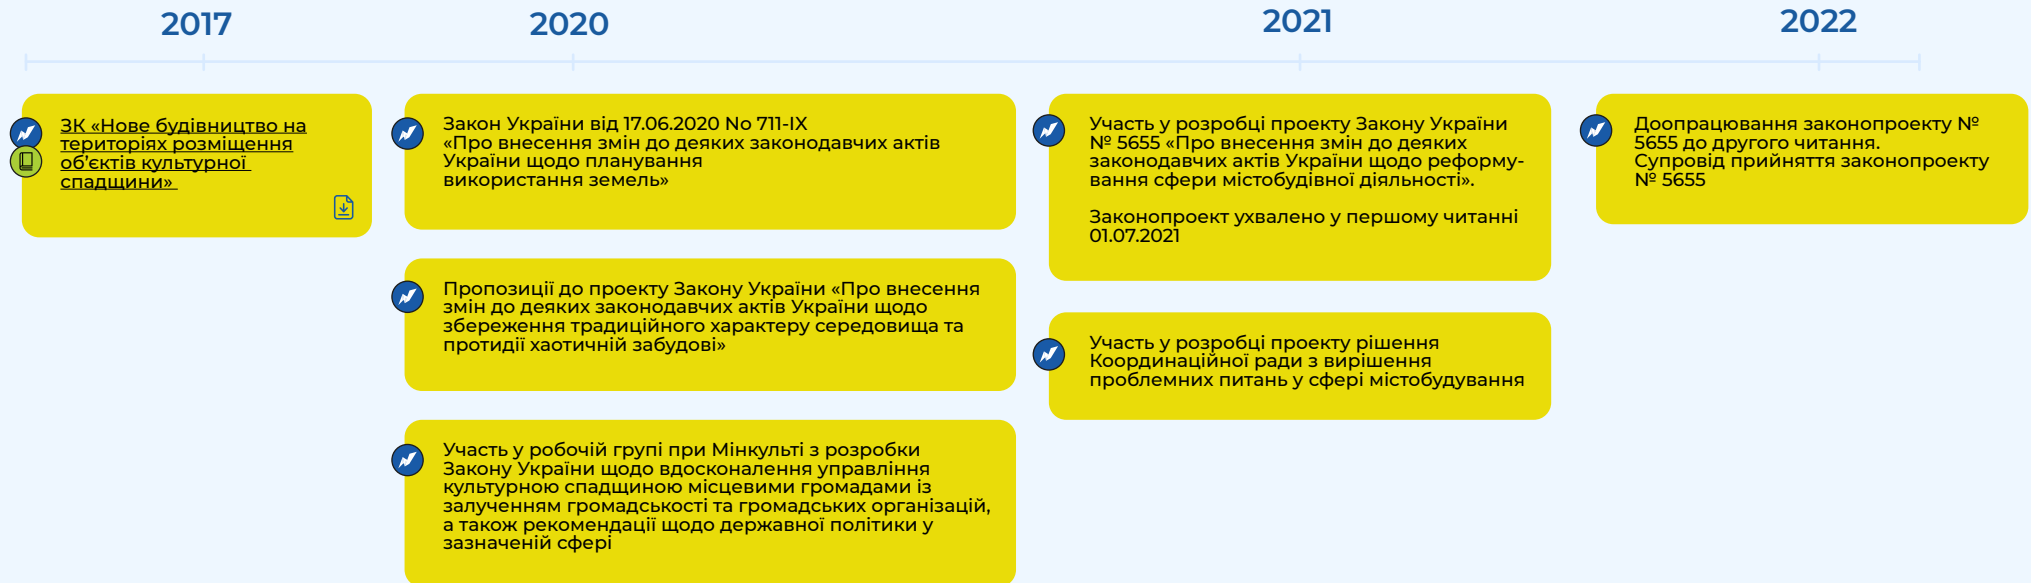 2017
2020
2021
2022
ЗК «Нове будівництво на
територіях розміщення
об’єктів культурної
спадщини»
Закон України від 17.06.2020 No 711-IX
«Про внесення змін до деяких законодавчих актів
України щодо планування
використання земель»
Пропозиції до проекту Закону України «Про внесення
змін до деяких законодавчих актів України щодо
збереження традиційного характеру середовища та
протидії хаотичній забудові»
Участь у робочій групі при Мінкульті з розробки
Закону України щодо вдосконалення управління
культурною спадщиною місцевими громадами із
залученням громадськості та громадських організацій,
а також рекомендації щодо державної політики у
зазначеній сфері
Участь у розробці проекту Закону України
№ 5655 «Про внесення змін до деяких
законодавчих актів України щодо реформу-
вання сфери містобудівної діяльності».
Законопроект ухвалено у першому читанні
01.07.2021
Участь у розробці проекту рішення
Координаційної ради з вирішення
проблемних питань у сфері містобудування
Доопрацювання законопроекту №
5655 до другого читання.
Супровід прийняття законопроекту
№ 5655